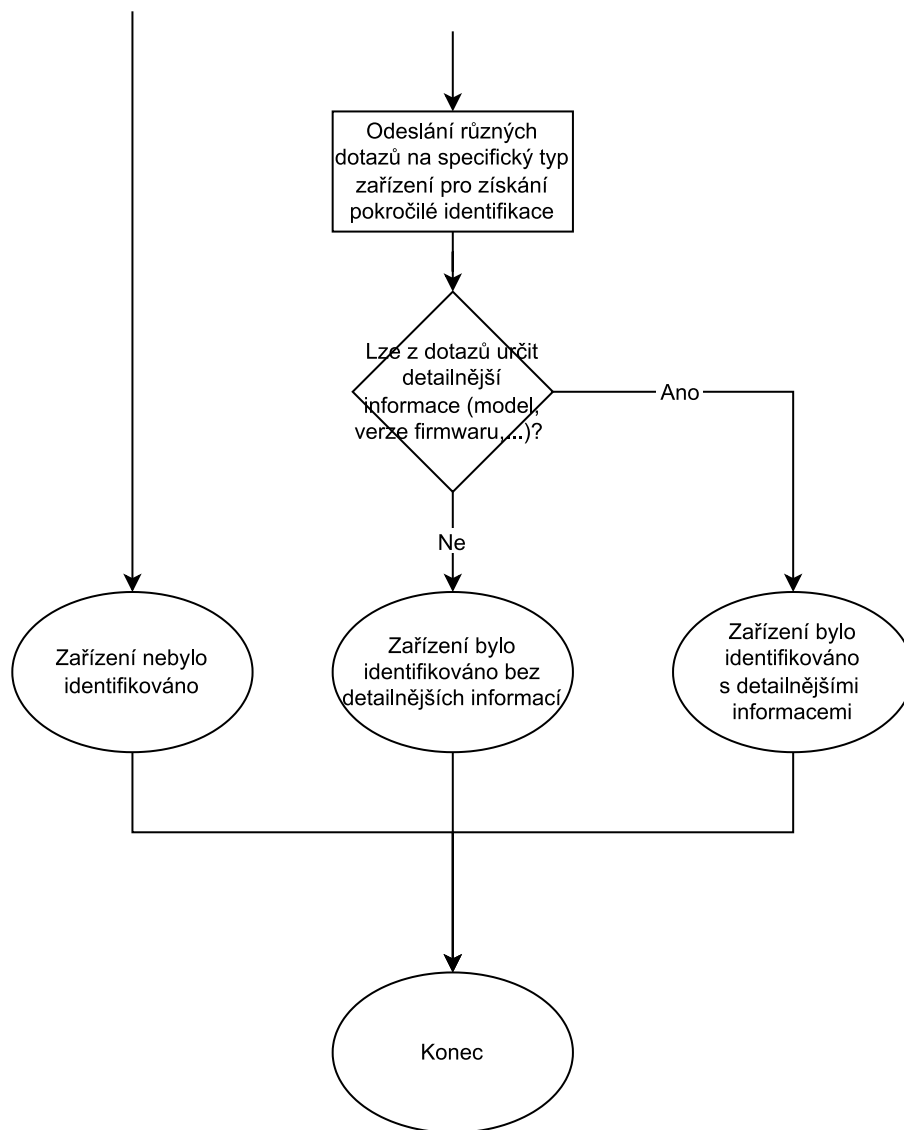 Odeslání různých
dotazů na specifický typ
zařízení pro získání
pokročilé identifikace
Lze z dotazů určit
detailnější
informace (model,
verze firmwaru,...)?
Ano
Ne
Zařízení nebylo
identifikováno
Zařízení bylo
identifikováno bez
detailnějších informací
Zařízení bylo
identifikováno
s detailnějšími
informacemi
Konec